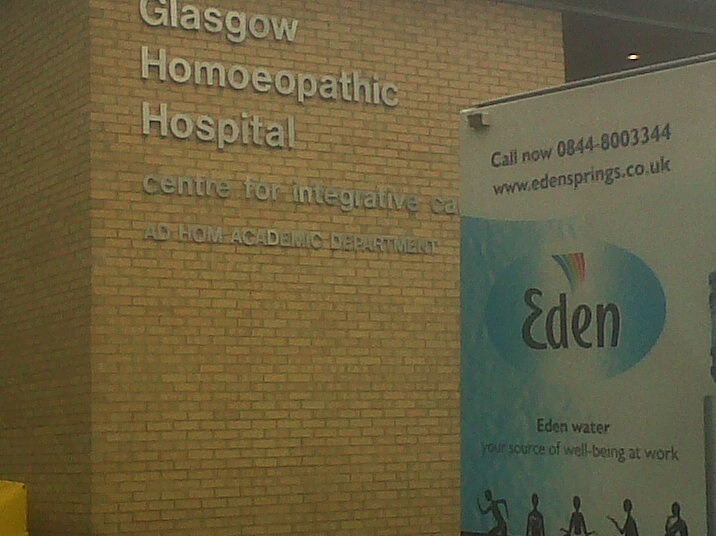 Glasgow
Homoeopathic
Hospital
centre for integrative ca
AD HOM ACADEMIC DEPARTMENT
Call now 0844-8003344
www.edensprings.co.uk
Eden
Eden water
your source of well-being at work